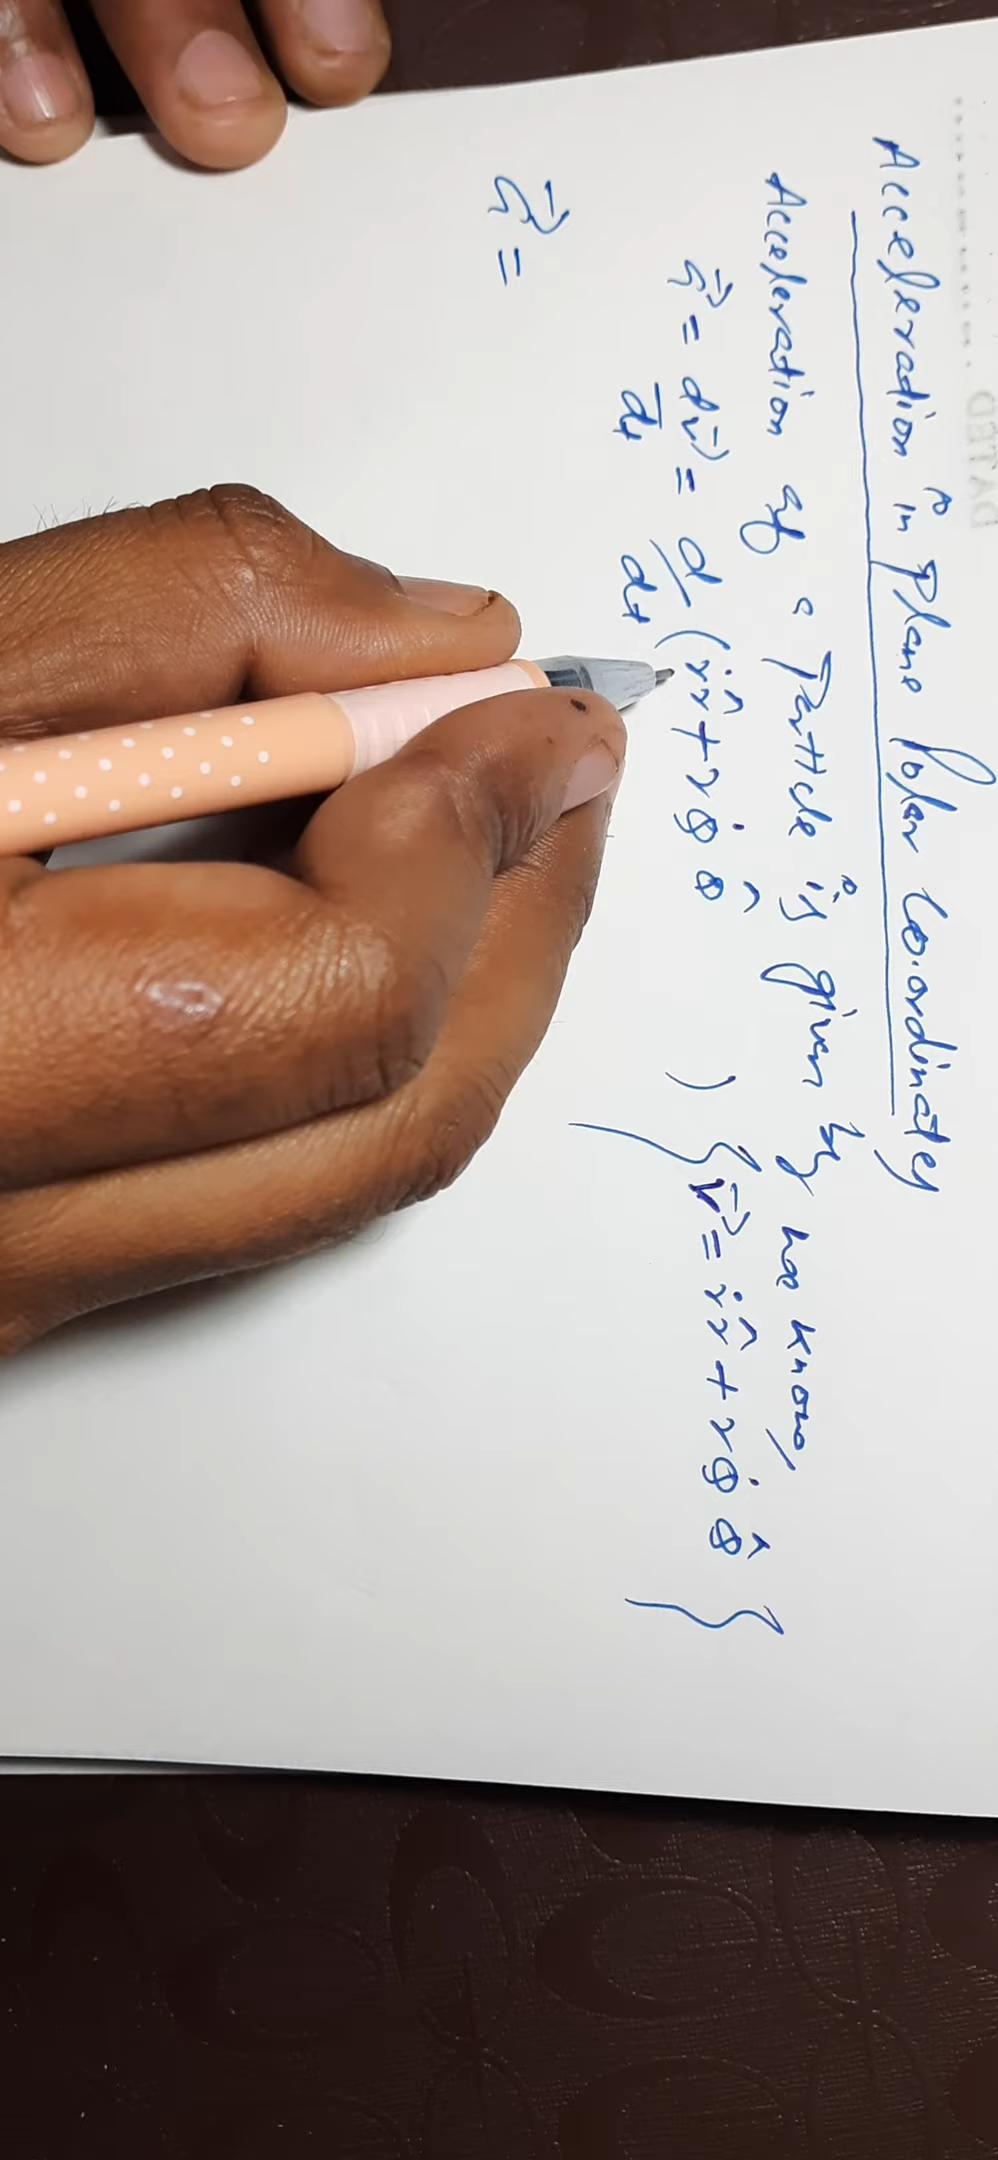 DATED
Acceleration in Plane Polar Co.ordinates
Acceleration of a Particle is given by we know,
a⃗ = dv⃗/dt = d/dt (ṙr̂ + rθ̇ θ̂ ) {v⃗ = ṙr̂ + rθ̇ θ̂}
a⃗ =